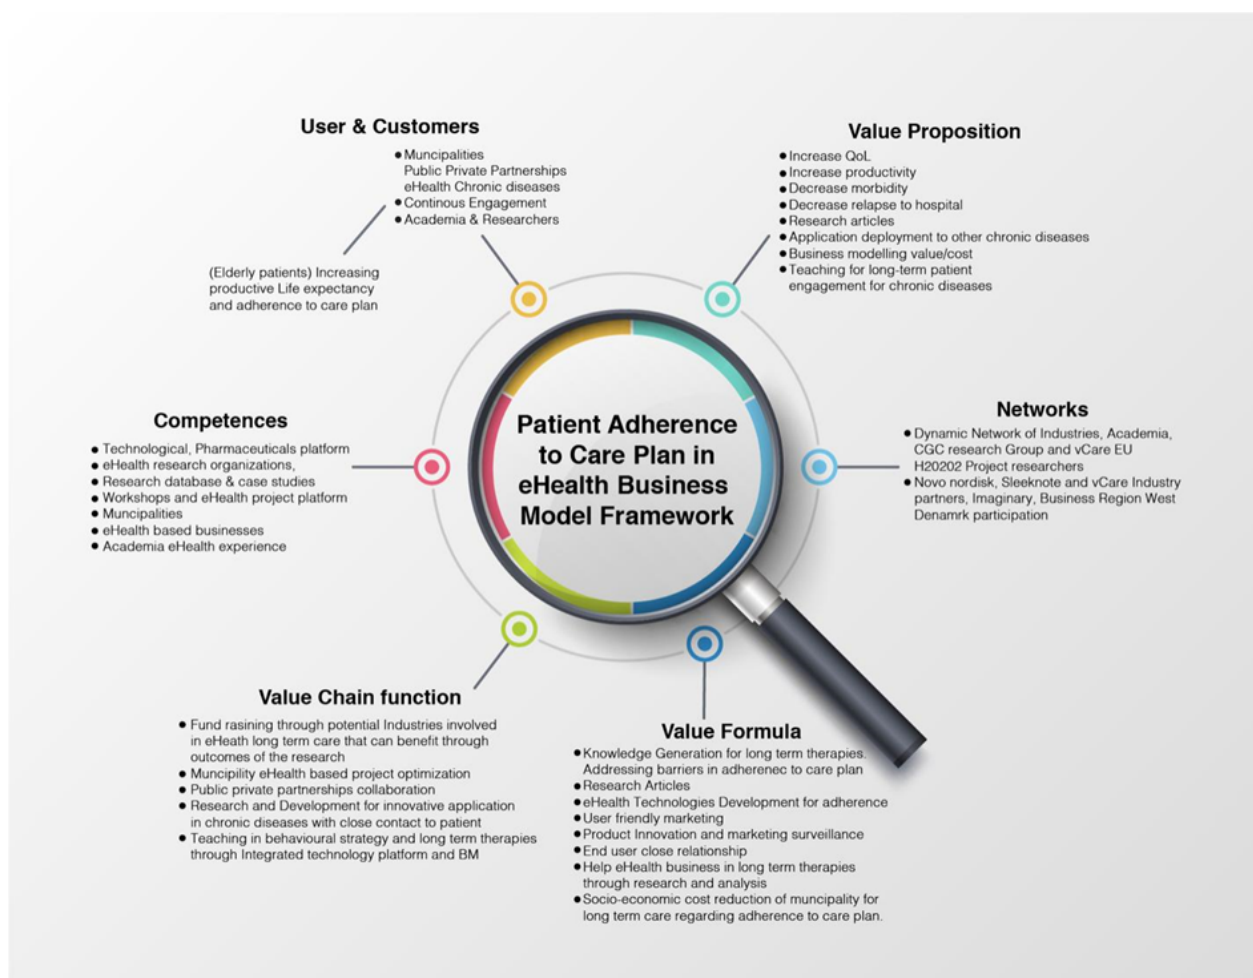 User & Customers
● Muncipalities
Public Private Partnerships
eHealth Chronic diseases
● Continous Engagement
● Academia & Researchers
(Elderly patients) Increasing
productive Life expectancy
and adherence to care plan
Value Proposition
● Increase QoL
● Increase productivity
● Decrease morbidity
● Decrease relapse to hospital
● Research articles
● Application deployment to other chronic diseases
● Business modelling value/cost
● Teaching for long-term patient
engagement for chronic diseases
Competences
● Technological, Pharmaceuticals platform
● eHealth research organizations,
● Research database & case studies
● Workshops and eHealth project platform
● Muncipalities
● eHealth based businesses
● Academia eHealth experience
Patient Adherence
to Care Plan in
eHealth Business
Model Framework
Networks
● Dynamic Network of Industries, Academia,
CGC research Group and vCare EU
H20202 Project researchers
● Novo nordisk, Sleeknote and vCare Industry
partners, Imaginary, Business Region West
Denamrk participation
Value Chain function
● Fund rasining through potential Industries involved
in eHeath long term care that can benefit through
outcomes of the research
● Muncipility eHealth based project optimization
● Public private partnerships collaboration
● Research and Development for innovative application
in chronic diseases with close contact to patient
● Teaching in behavioural strategy and long term therapies
through Integrated technology platform and BM
Value Formula
● Knowledge Generation for long term therapies.
Addressing barriers in adherenec to care plan
● Research Articles
● eHealth Technologies Development for adherence
● User friendly marketing
● Product Innovation and marketing surveillance
● End user close relationship
● Help eHealth business in long term therapies
through research and analysis
● Socio-economic cost reduction of muncipality for
long term care regarding adherence to care plan.